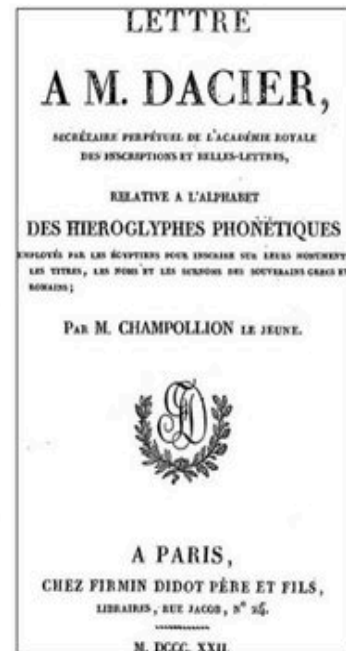 LETTRE
A M. DACIER,
SECRÉTAIRE PERPÉTUEL DE L'ACADÉMIE ROYALE
DES INSCRIPTIONS ET BELLES-LETTRES,
RELATIVE A L'ALPHABET
DES HIEROGLYPHES PHONÉTIQUES
EMPLOYÉS PAR LES ÉGYPTIENS POUR INSCRIRE SUR LEURS MONUMENT
LES TITRES, LES NOMS ET LES SURNOMS DES SOUVERAINS GRECS ET
ROMAINS;
PAR M. CHAMPOLLION LE JEUNE.
A PARIS,
CHEZ FIRMIN DIDOT PÈRE ET FILS,
LIBRAIRES, RUE JACOB, N° 24.
M. DCCC. XXII